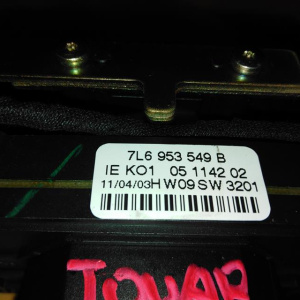 7L6 953 549 B
IE KO1 05 1142 02
11/04/03H W09 SW 3201
TOUAR